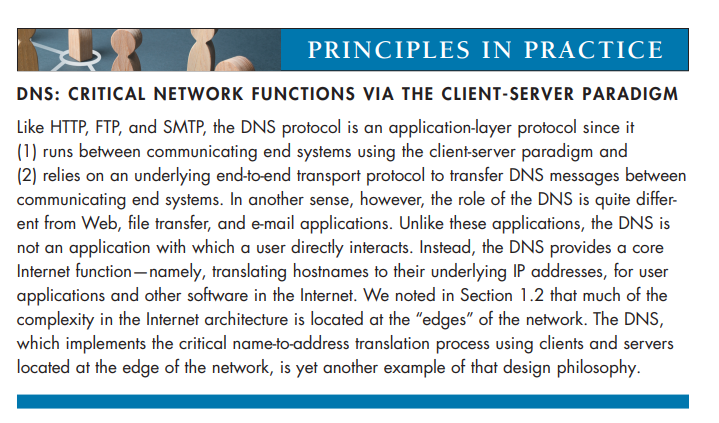 PRINCIPLES IN PRACTICE
DNS: CRITICAL NETWORK FUNCTIONS VIA THE CLIENT-SERVER PARADIGM
Like HTTP, FTP, and SMTP, the DNS protocol is an application-layer protocol since it
(1) runs between communicating end systems using the client-server paradigm and
(2) relies on an underlying end-to-end transport protocol to transfer DNS messages between
communicating end systems. In another sense, however, the role of the DNS is quite differ-
ent from Web, file transfer, and e-mail applications. Unlike these applications, the DNS is
not an application with which a user directly interacts. Instead, the DNS provides a core
Internet function—namely, translating hostnames to their underlying IP addresses, for user
applications and other software in the Internet. We noted in Section 1.2 that much of the
complexity in the Internet architecture is located at the “edges” of the network. The DNS,
which implements the critical name-to-address translation process using clients and servers
located at the edge of the network, is yet another example of that design philosophy.